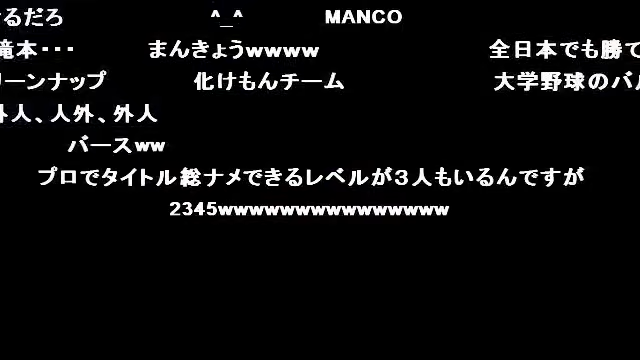 るだろ ^_^ MANCO
滝本・・・ まんきょうwwww 全日本でも勝て
リーンナップ 化けもんチーム 大学野球のバ
外人、人外、外人
バースww
プロでタイトル総ナメできるレベルが３人もいるんですが
2345wwwwwwwwwwwwwww